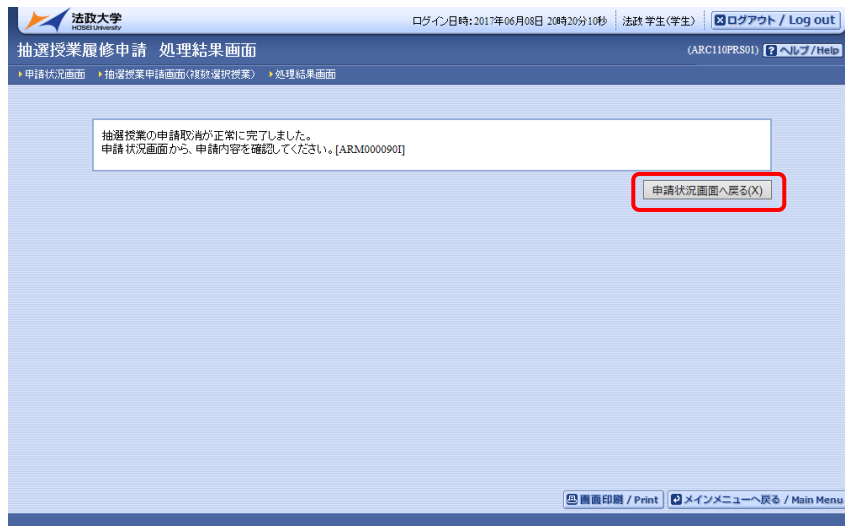 法政大学
HOSEI University
ログイン日時:2017年06月08日 20時20分10秒 法政 学生(学生) ログアウト / Log out
抽選授業履修申請 処理結果画面 (ARC110PRS01) ヘルプ/Help
申請状況画面 抽選授業申請画面(複数選択授業) 処理結果画面
抽選授業の申請取消が正常に完了しました。
申請状況画面から、申請内容を確認してください。[ARM000090I]
申請状況画面へ戻る(X)
画面印刷 / Print メインメニューへ戻る / Main Menu